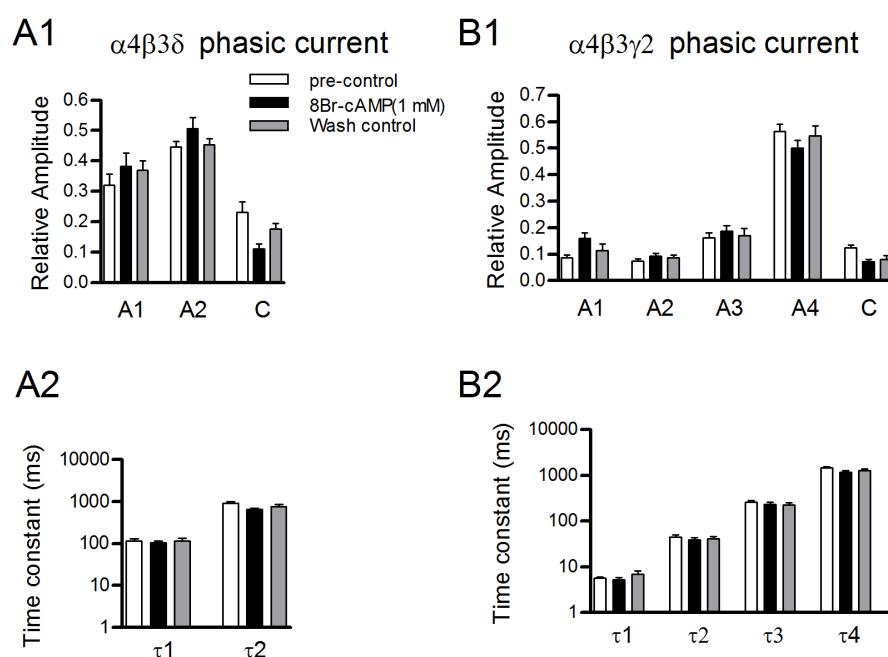 A1
α4β3δ phasic current
pre-control
8Br-cAMP(1 mM)
Wash control
Relative Amplitude
0.6
0.5
0.4
0.3
0.2
0.1
0.0
A1 A2 C
B1
α4β3γ2 phasic current
Relative Amplitude
0.7
0.6
0.5
0.4
0.3
0.2
0.1
0.0
A1 A2 A3 A4 C
A2
Time constant (ms)
10000
1000
100
10
1
τ1 τ2
B2
Time constant (ms)
10000
1000
100
10
1
τ1 τ2 τ3 τ4